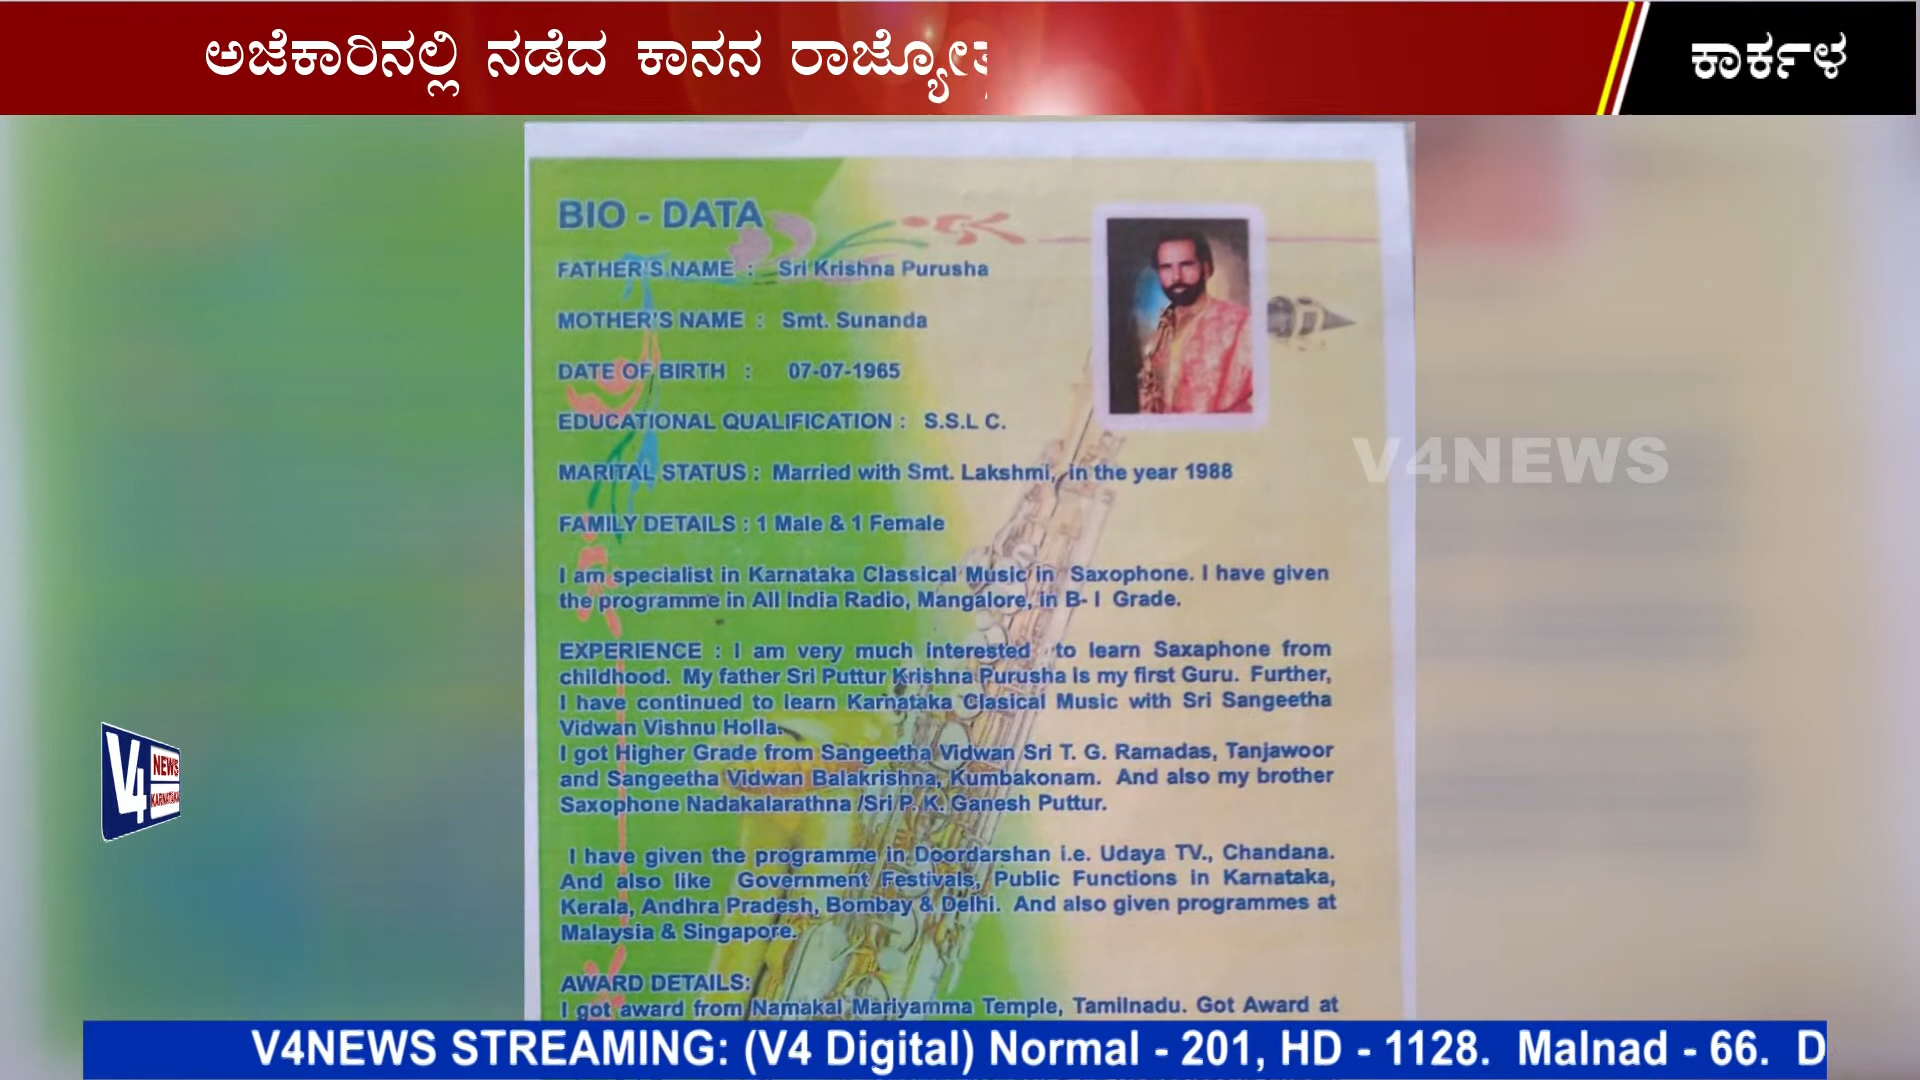 ಅಜೆಕಾರಿನಲ್ಲಿ ನಡೆದ ಕಾನನ
ಕಾರ್ಕಳ
BIO - DATA
FATHER'S NAME : Sri Krishna Purusha
MOTHER'S NAME : Smt. Sunanda
DATE OF BIRTH : 07-07-1965
EDUCATIONAL QUALIFICATION : S.S.L C.
MARITAL STATUS : Married with Smt. Lakshmi, in the year 1988
FAMILY DETAILS : 1 Male & 1 Female
I am specialist in Karnataka Classical Music in Saxophone. I have given
the programme in All India Radio, Mangalore, in B- I Grade.
EXPERIENCE : I am very much interested to learn Saxaphone from
childhood. My father Sri Puttur Krishna Purusha is my first Guru. Further,
I have continued to learn Karnataka Clasical Music with Sri Sangeetha
Vidwan Vishnu Holla.
I got Higher Grade from Sangeetha Vidwan Sri T. G. Ramadas, Tanjawoor
and Sangeetha Vidwan Balakrishna, Kumbakonam. And also my brother
Saxophone Nadakalarathna /Sri P. K. Ganesh Puttur.
I have given the programme in Doordarshan i.e. Udaya TV., Chandana.
And also like Government Festivals, Public Functions in Karnataka,
Kerala, Andhra Pradesh, Bombay & Delhi. And also given programmes at
Malaysia & Singapore.
AWARD DETAILS:
I got award from Namakal Mariyamma Temple, Tamilnadu. Got Award at
V4NEWS
V4 NEWS
KARNATAKA
V4NEWS STREAMING: (V4 Digital) Normal - 201, HD - 1128. Malnad - 66. D